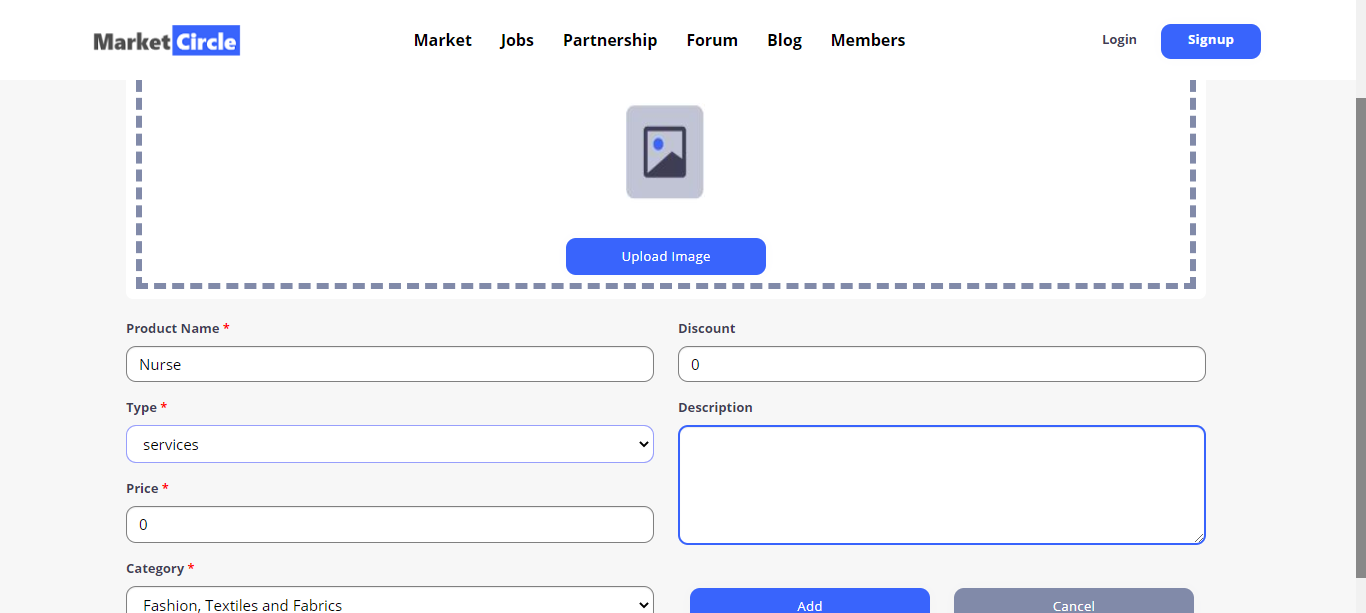 Market Circle
Market Jobs Partnership Forum Blog Members
Login
Signup
Upload Image
Product Name *
Nurse
Discount
0
Type *
services
Description
Price *
0
Category *
Fashion, Textiles and Fabrics
Add
Cancel